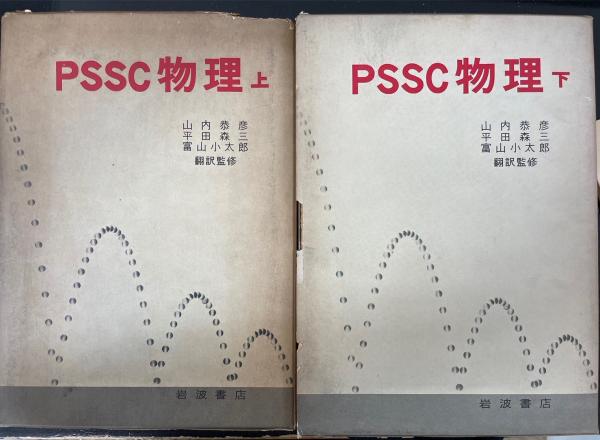 PSSC物理 上
山内恭彦
平田森三
富山小太郎
翻訳監修
岩波書店
PSSC物理 下
山内恭彦
平田森三
富山小太郎
翻訳監修
岩波書店